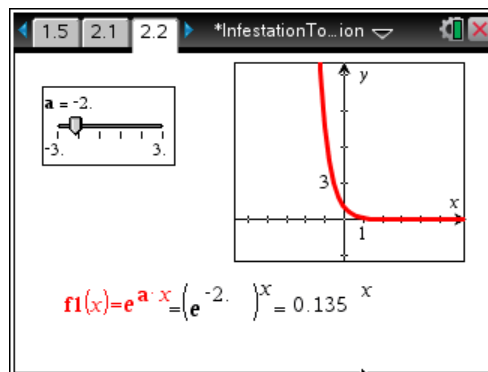 1.5 2.1 2.2 *InfestationTo...ion
a = -2.
-3. 3.
y
3
x
1
f1(x)=e^a·x=(e^-2. )^x = 0.135 ^x